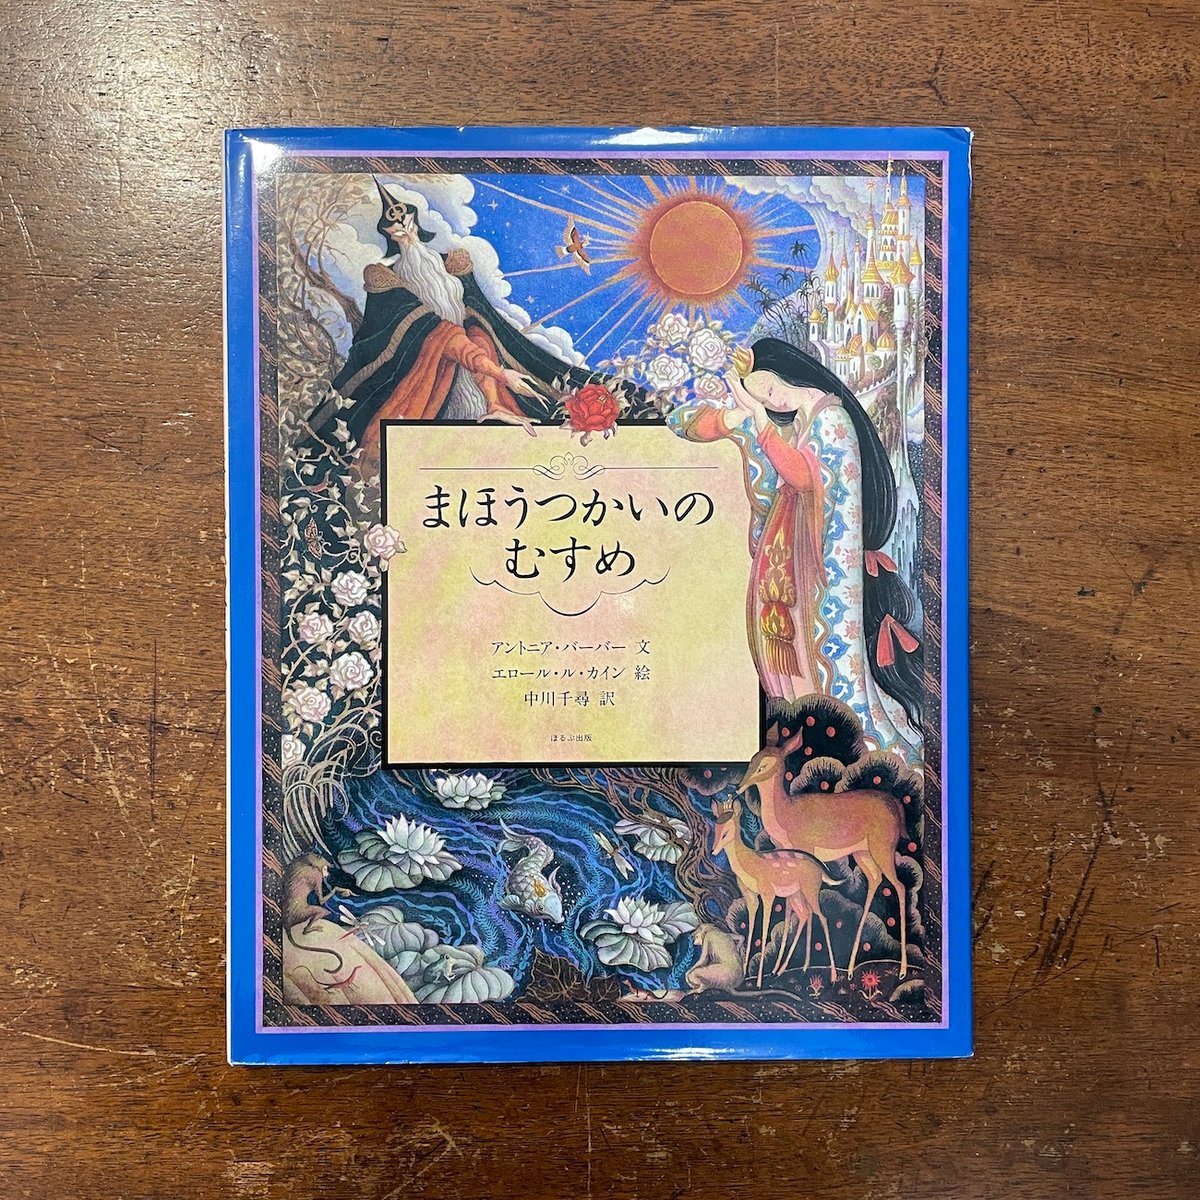 まほうつかいの
むすめ
アントニア・バーバー 文
エロール・ル・カイン 絵
中川千尋 訳
ほるぷ出版